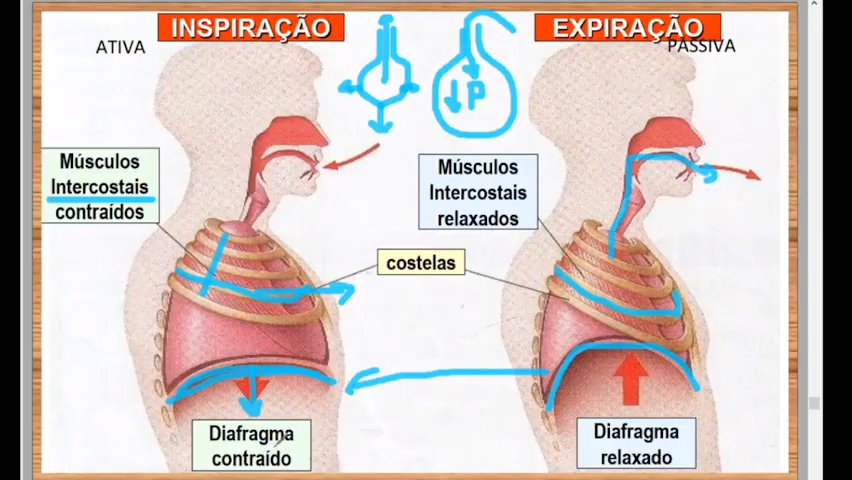 INSPIRAÇÃO
EXPIRAÇÃO
ATIVA
PASSIVA
P
Músculos
Intercostais
contraídos
Músculos
Intercostais
relaxados
costelas
Diafragma
contraído
Diafragma
relaxado